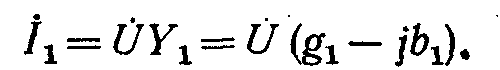 İ₁ = U̇Y₁ = U̇ (g₁ − jb₁).